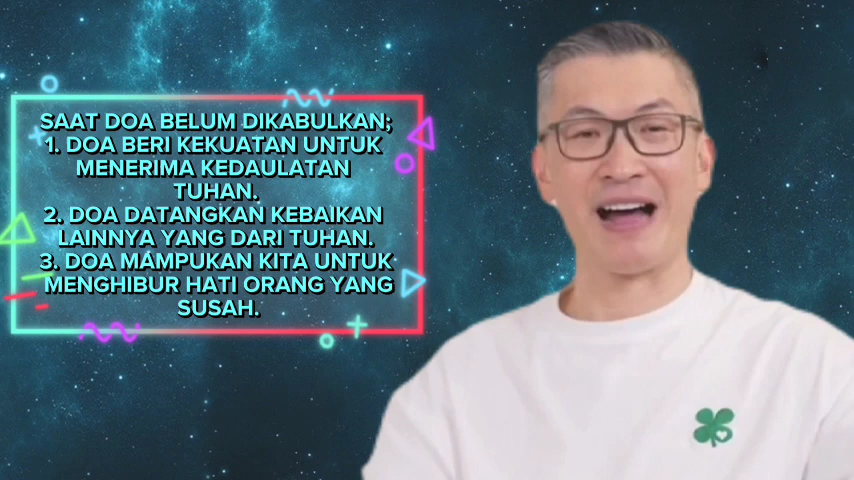 SAAT DOA BELUM DIKABULKAN;
1. DOA BERI KEKUATAN UNTUK
MENERIMA KEDAULATAN
TUHAN.
2. DOA DATANGKAN KEBAIKAN
LAINNYA YANG DARI TUHAN.
3. DOA MAMPUKAN KITA UNTUK
MENGHIBUR HATI ORANG YANG
SUSAH.